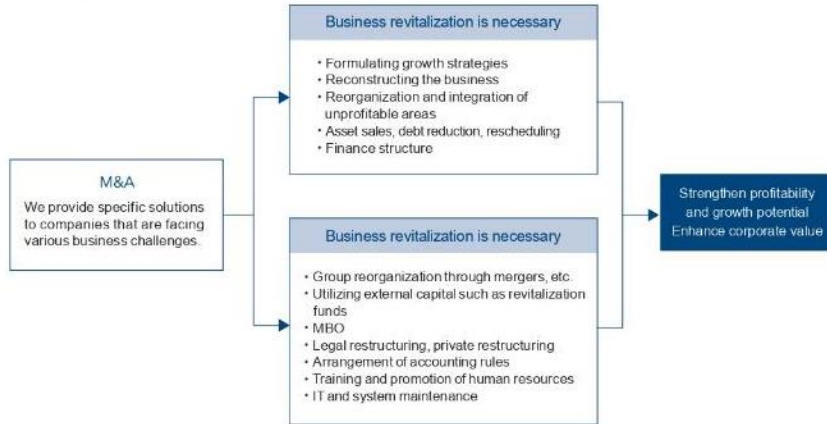 M&A
We provide specific solutions
to companies that are facing
various business challenges.
Business revitalization is necessary
• Formulating growth strategies
• Reconstructing the business
• Reorganization and integration of
unprofitable areas
• Asset sales, debt reduction, rescheduling
• Finance structure
Business revitalization is necessary
• Group reorganization through mergers, etc.
• Utilizing external capital such as revitalization
funds
• MBO
• Legal restructuring, private restructuring
• Arrangement of accounting rules
• Training and promotion of human resources
• IT and system maintenance
Strengthen profitability
and growth potential
Enhance corporate value